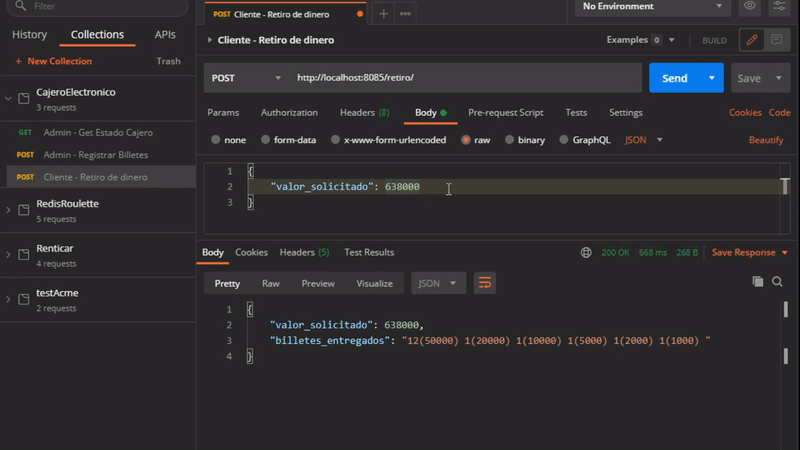 Filter
History
Collections
APIs
+ New Collection
Trash
CajeroElectronico
3 requests
GET Admin - Get Estado Cajero
POST Admin - Registrar Billetes
POST Cliente - Retiro de dinero
RedisRoulette
5 requests
Renticar
4 requests
testAcme
2 requests
POST Cliente - Retiro de dinero
No Environment
Cliente - Retiro de dinero
Examples 0
BUILD
POST
http://localhost:8085/retiro/
Send
Save
Params
Authorization
Headers (8)
Body
Pre-request Script
Tests
Settings
Cookies
Code
none
form-data
x-www-form-urlencoded
raw
binary
GraphQL
JSON
Beautify
1 {
2 "valor_solicitado": 638000
3 }
Body
Cookies
Headers (5)
Test Results
200 OK
668 ms
268 B
Save Response
Pretty
Raw
Preview
Visualize
JSON
1 {
2 "valor_solicitado": 638000,
3 "billetes_entregados": "12(50000) 1(20000) 1(10000) 1(5000) 1(2000) 1(1000) "
4 }